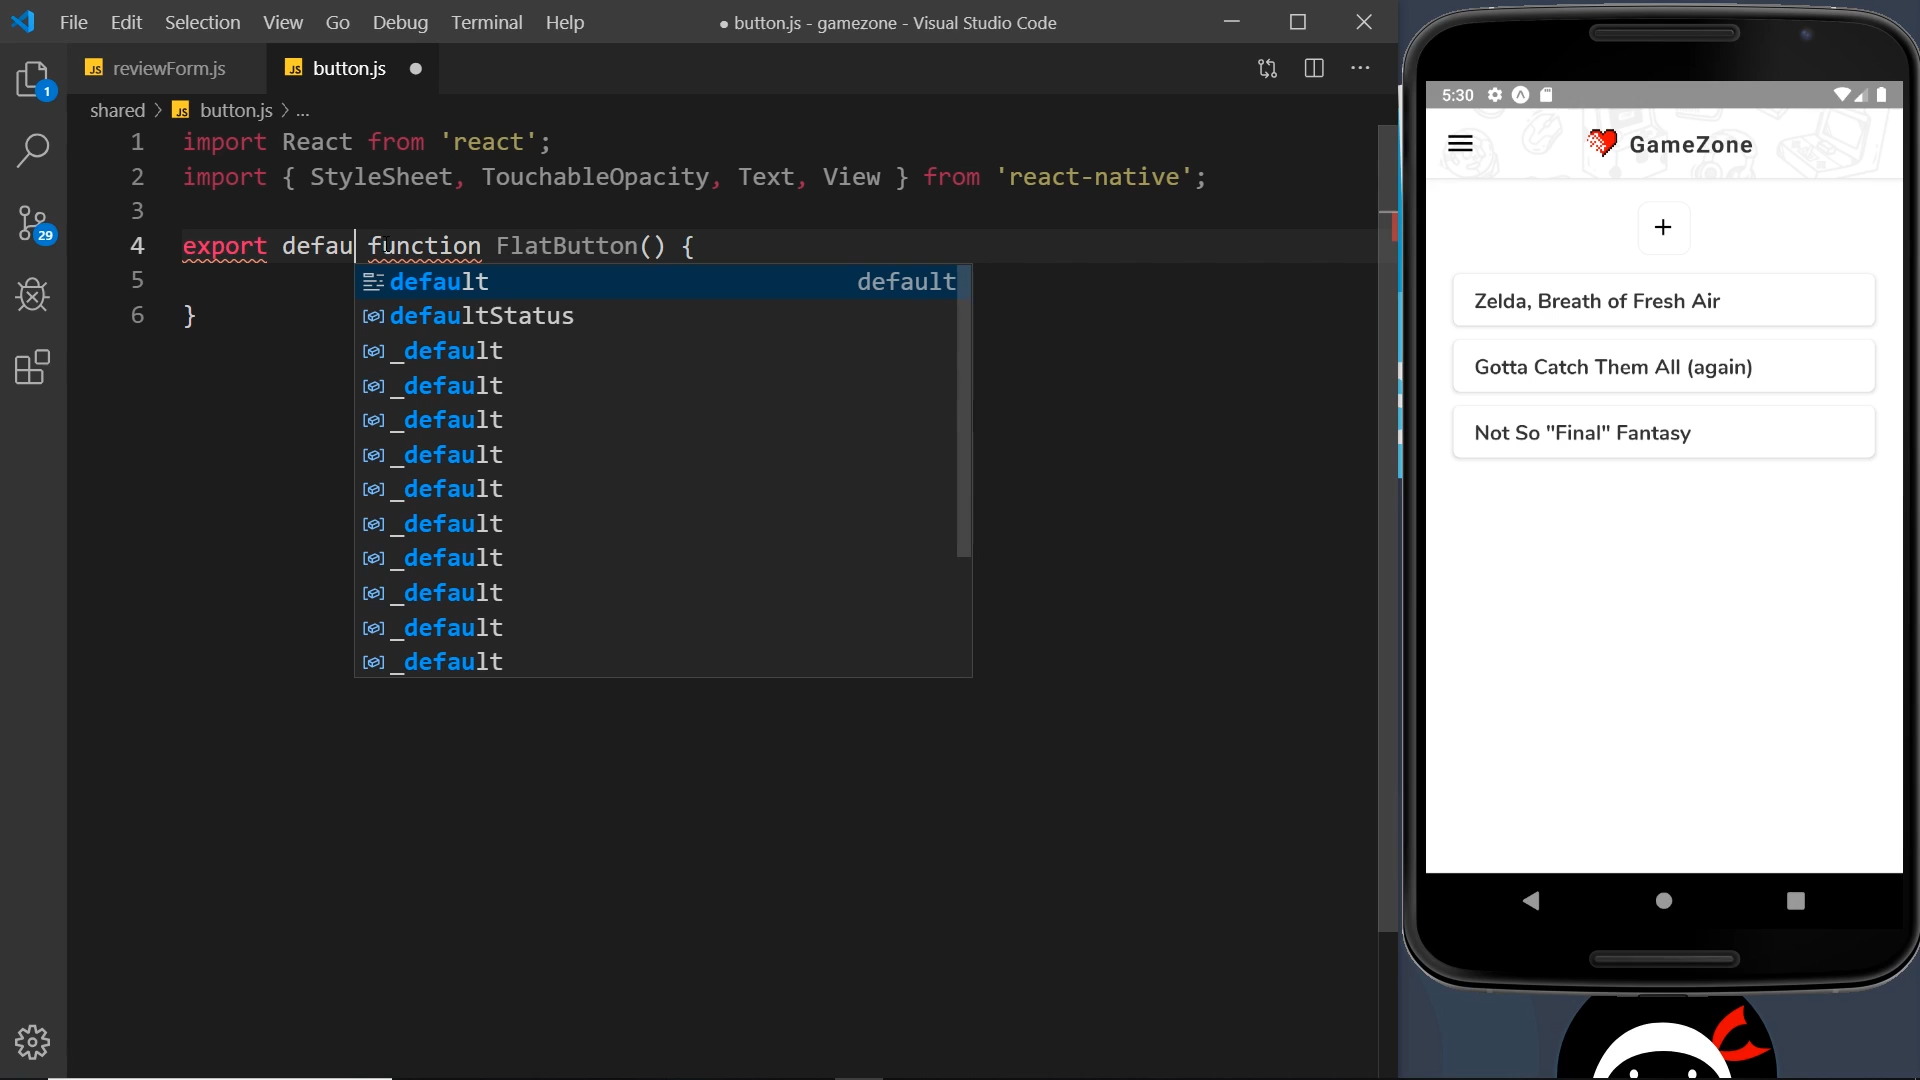 File Edit Selection View Go Debug Terminal Help
● button.js - gamezone - Visual Studio Code
reviewForm.js
button.js
shared > button.js > ...
1 import React from 'react';
2 import { StyleSheet, TouchableOpacity, Text, View } from 'react-native';
3
4 export defau function FlatButton() {
5
6 }
default default
defaultStatus
_default
_default
_default
_default
_default
_default
_default
_default
_default
_default
1
29
5:30
GameZone
+
Zelda, Breath of Fresh Air
Gotta Catch Them All (again)
Not So "Final" Fantasy